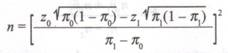 n = [ (z₀ √π₀(1 − π₀) − z₁ √π₁(1 − π₁)) / (π₁ − π₀) ]²